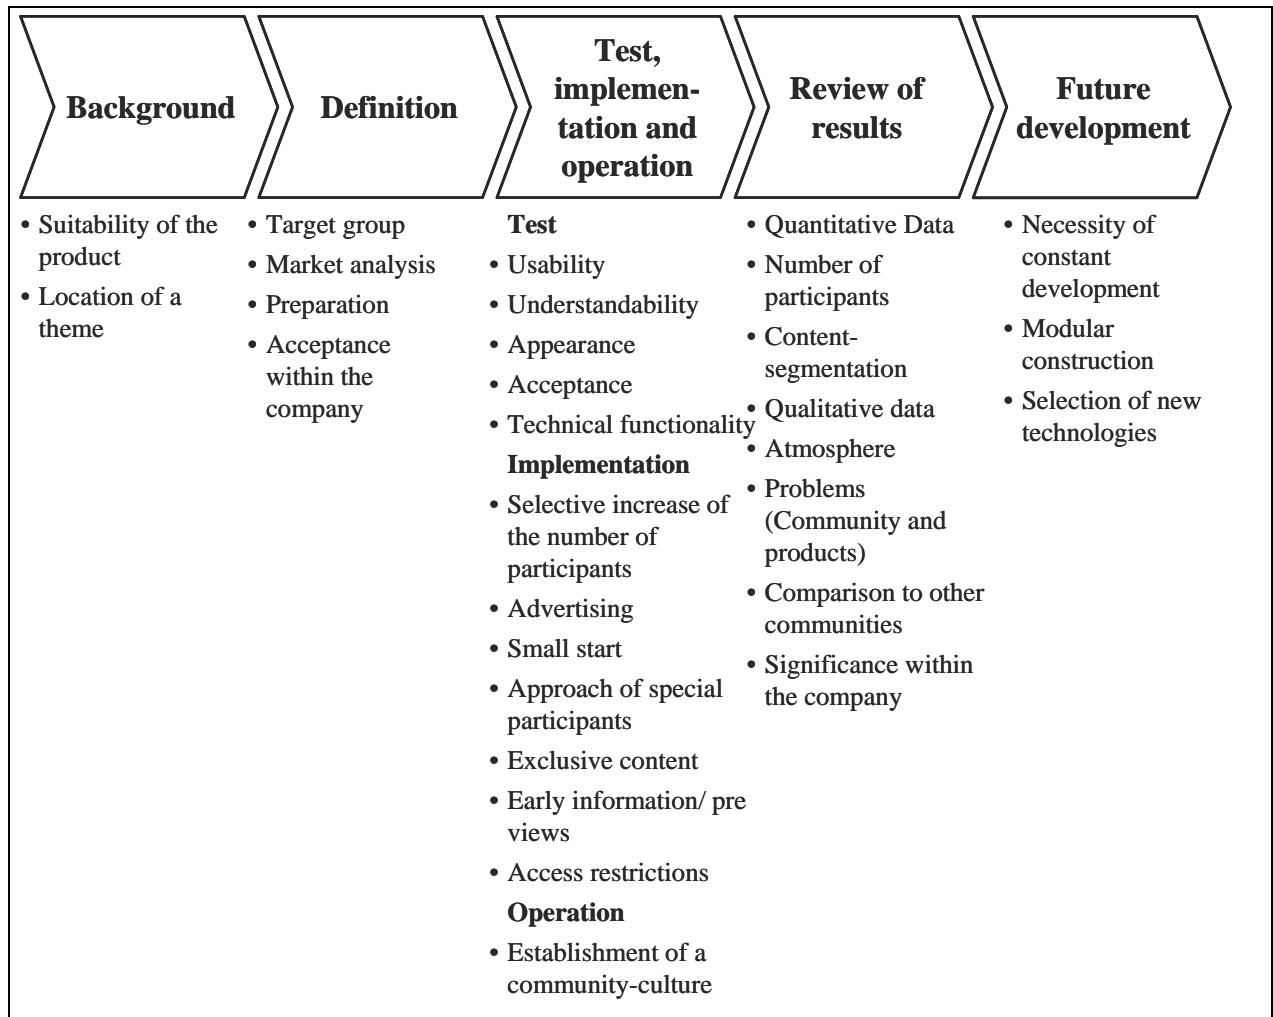 Background
Definition
Test,
implemen-
tation and
operation
Review of
results
Future
development
• Suitability of the
product
• Location of a
theme
• Target group
• Market analysis
• Preparation
• Acceptance
within the
company
Test
• Usability
• Understandability
• Appearance
• Acceptance
• Technical functionality
Implementation
• Selective increase of
the number of
participants
• Advertising
• Small start
• Approach of special
participants
• Exclusive content
• Early information/ pre
views
• Access restrictions
Operation
• Establishment of a
community-culture
• Quantitative Data
• Number of
participants
• Content-
segmentation
• Qualitative data
• Atmosphere
• Problems
(Community and
products)
• Comparison to other
communities
• Significance within
the company
• Necessity of
constant
development
• Modular
construction
• Selection of new
technologies